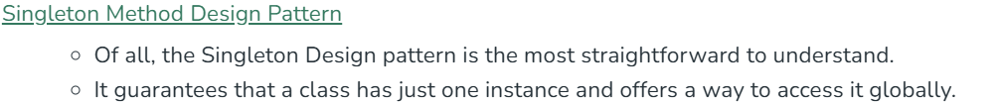 Singleton Method Design Pattern
Of all, the Singleton Design pattern is the most straightforward to understand.
It guarantees that a class has just one instance and offers a way to access it globally.